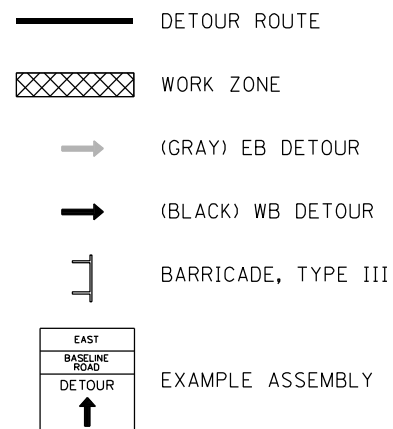 DETOUR ROUTE
WORK ZONE
(GRAY) EB DETOUR
(BLACK) WB DETOUR
BARRICADE, TYPE III
EAST
BASELINE
ROAD
DETOUR
EXAMPLE ASSEMBLY